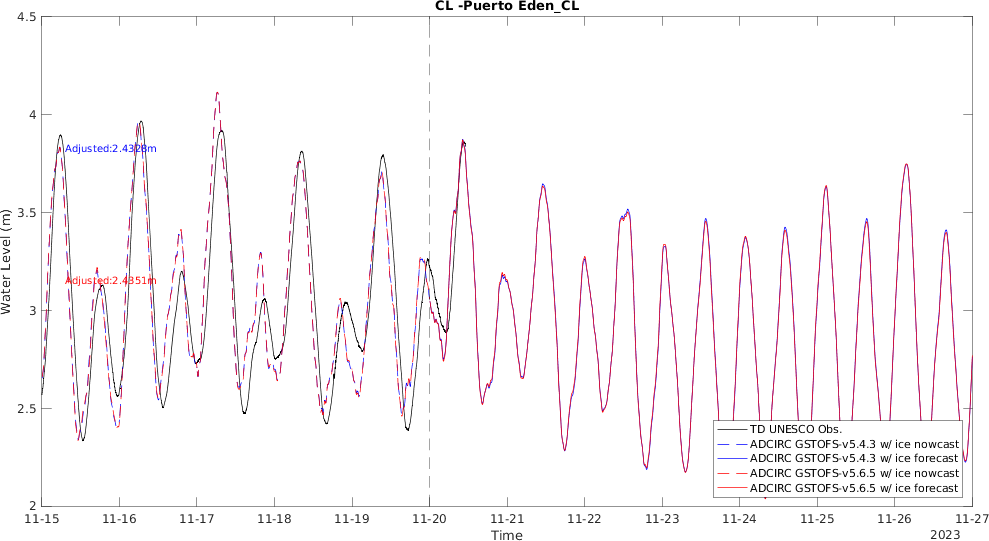 CL -Puerto Eden_CL
4.5
4
3.5
3
2.5
2
Water Level (m)
Adjusted:2.4328m
Adjusted:2.4351m
TD UNESCO Obs.
ADCIRC GSTOFS-v5.4.3 w/ ice nowcast
ADCIRC GSTOFS-v5.4.3 w/ ice forecast
ADCIRC GSTOFS-v5.6.5 w/ ice nowcast
ADCIRC GSTOFS-v5.6.5 w/ ice forecast
11-15 11-16 11-17 11-18 11-19 11-20 11-21 11-22 11-23 11-24 11-25 11-26 11-27
Time
2023